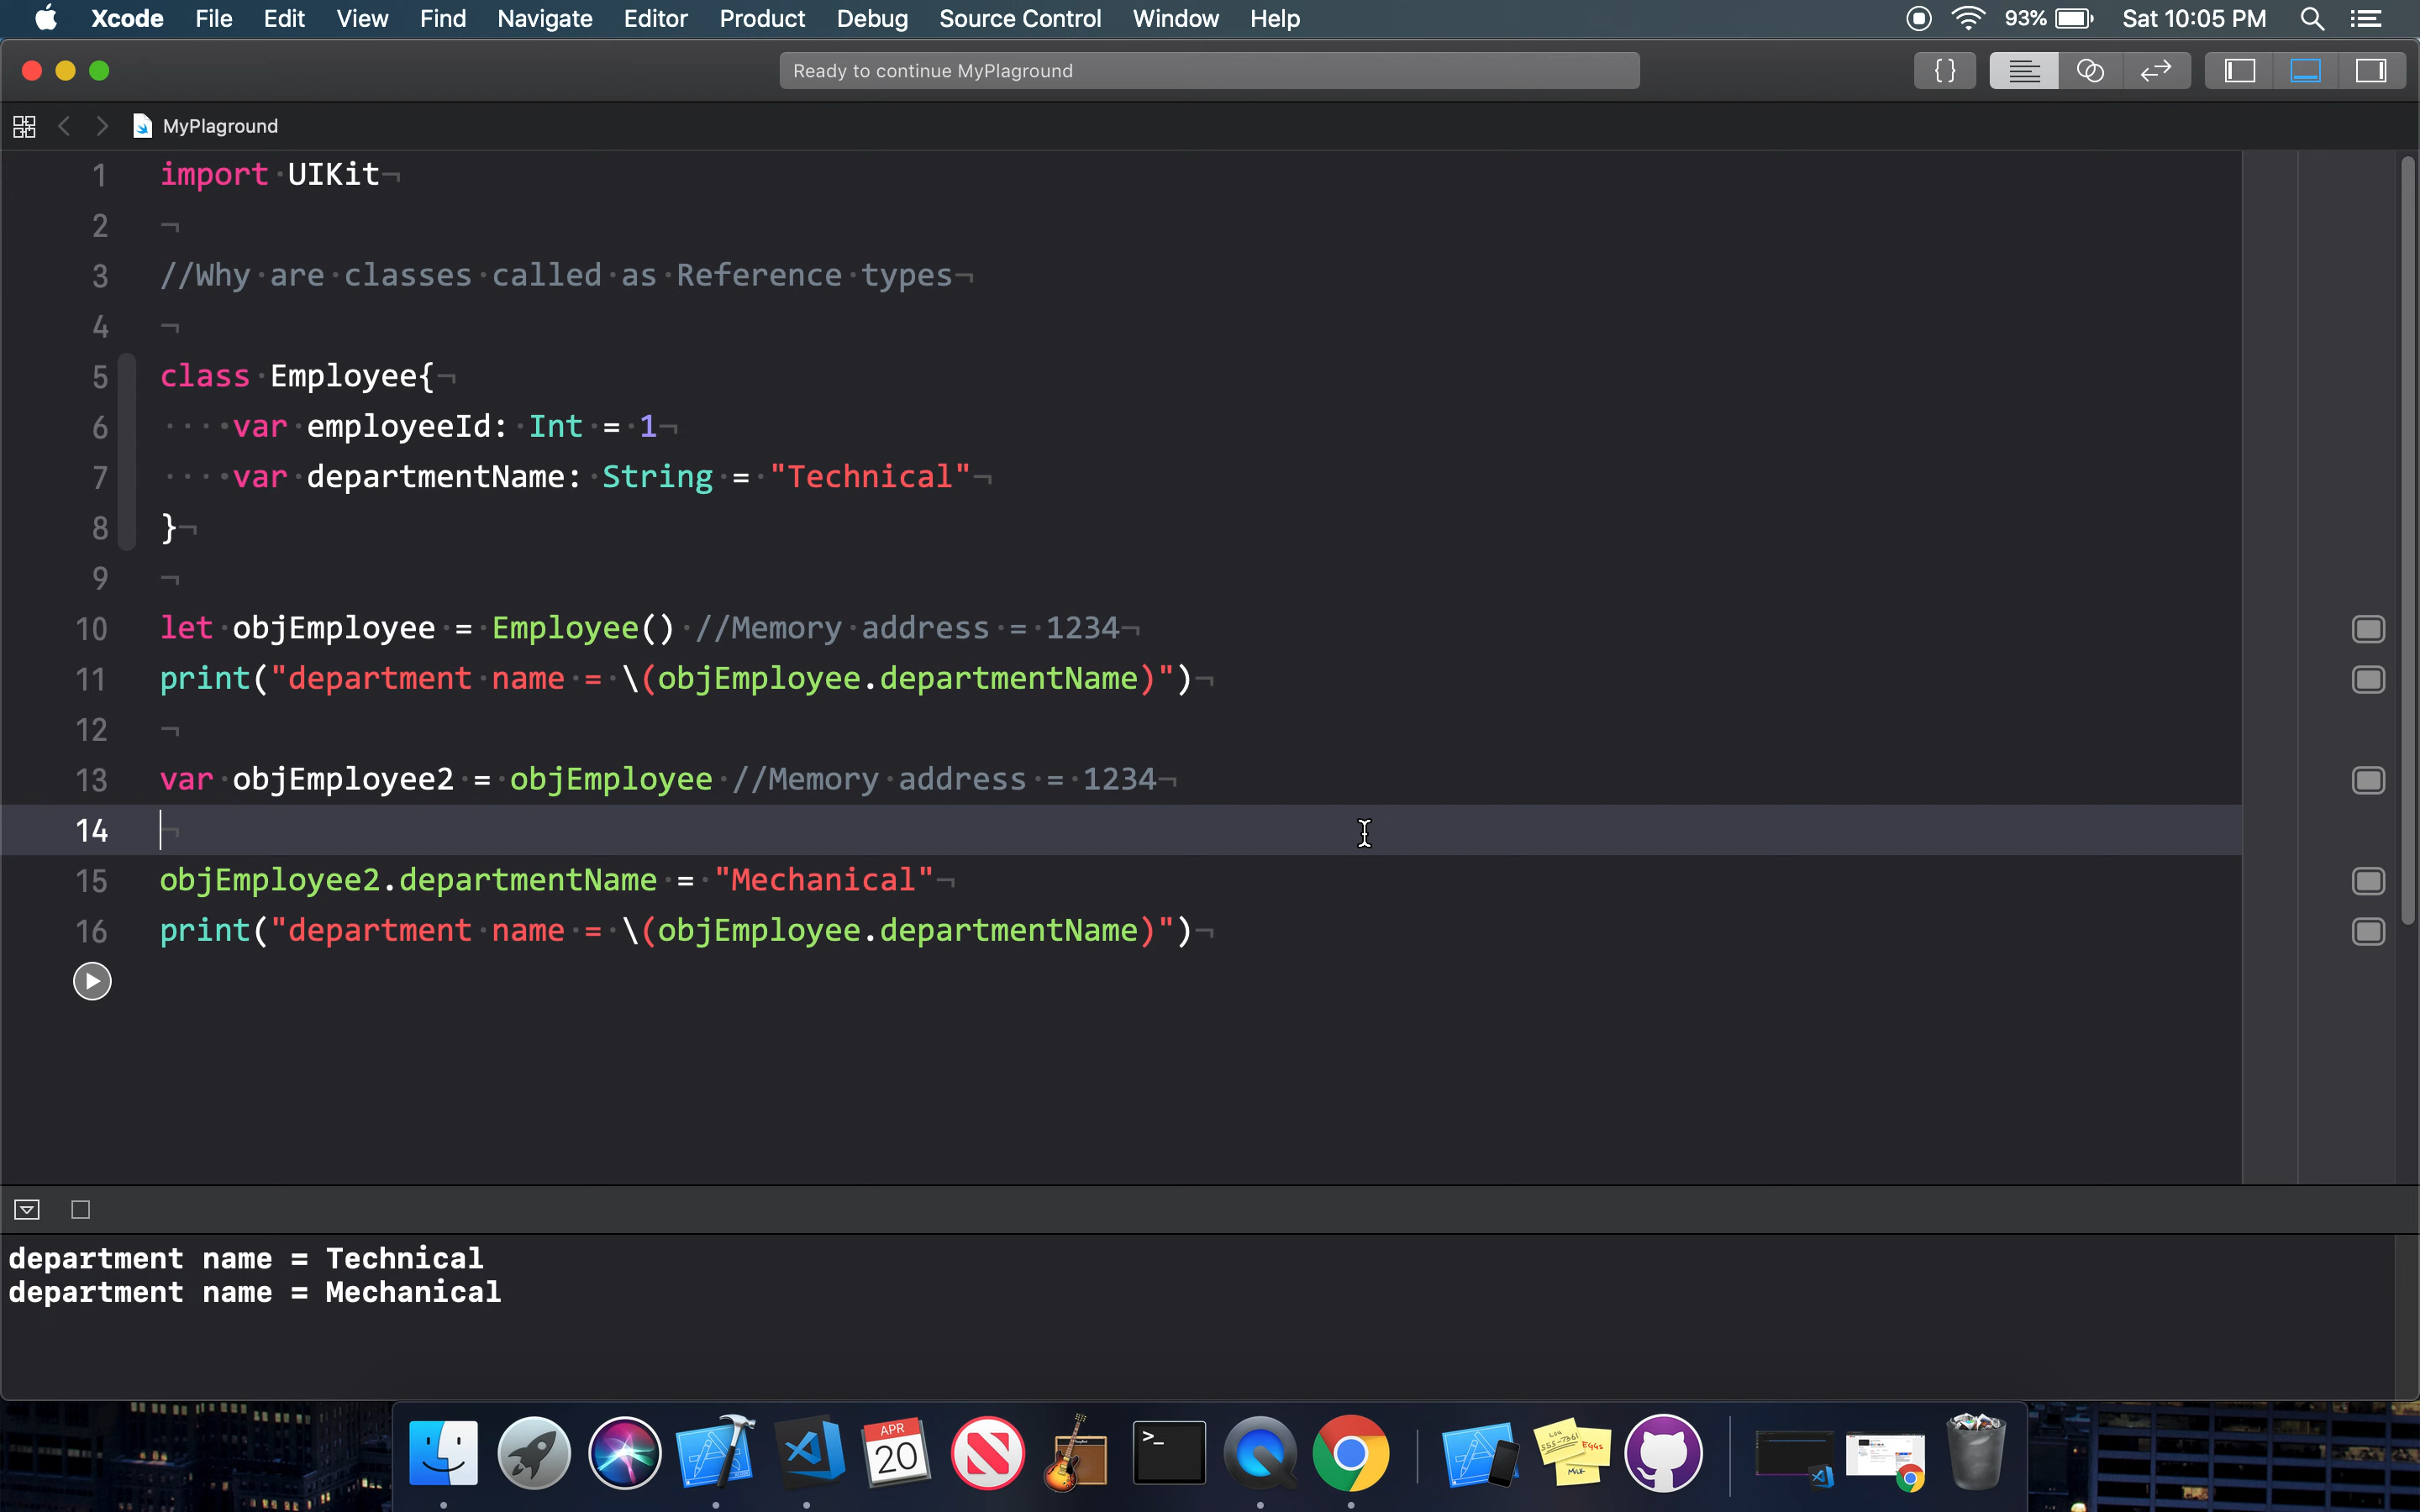 Xcode File Edit View Find Navigate Editor Product Debug Source Control Window Help 93% Sat 10:05 PM
Ready to continue MyPlaground
{}
MyPlaground
1 import UIKit
2
3 //Why are classes called as Reference types
4
5 class Employee{
6 var employeeId: Int = 1
7 var departmentName: String = "Technical"
8 }
9
10 let objEmployee = Employee() //Memory address = 1234
11 print("department name = \(objEmployee.departmentName)")
12
13 var objEmployee2 = objEmployee //Memory address = 1234
14
15 objEmployee2.departmentName = "Mechanical"
16 print("department name = \(objEmployee.departmentName)")
department name = Technical
department name = Mechanical
APR
20
>_
EGGS
MILK